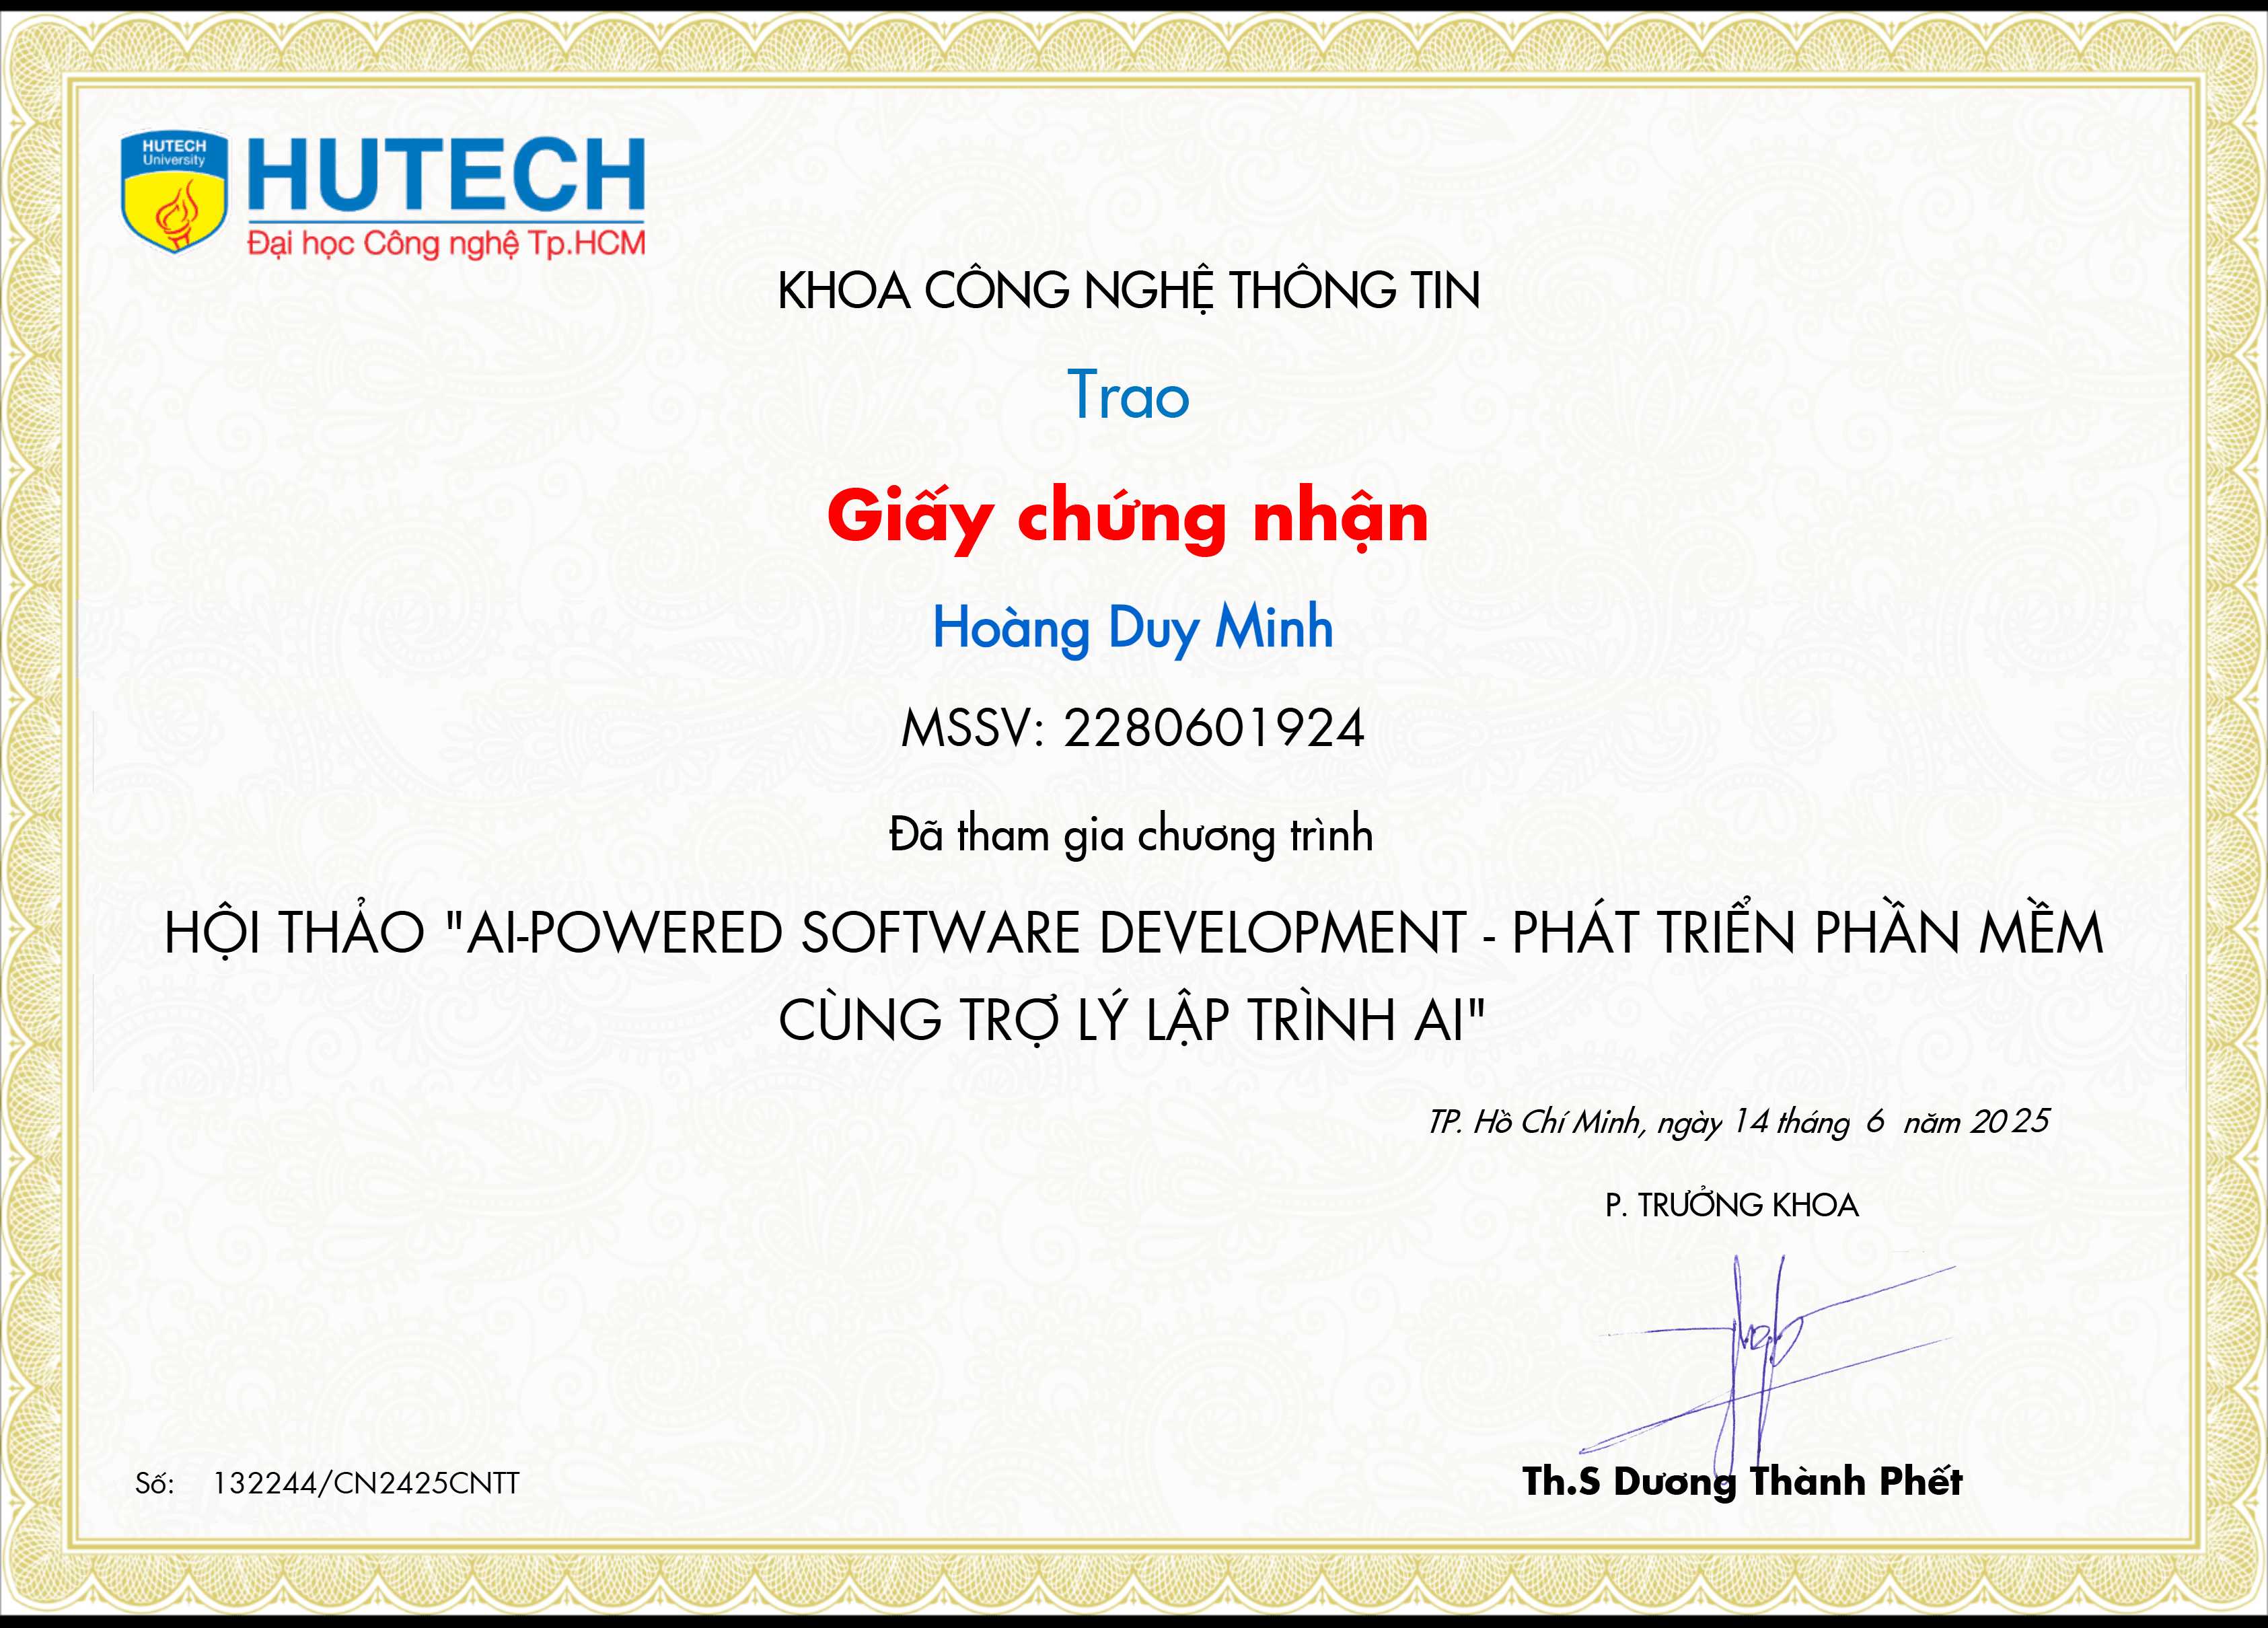 HUTECH
University
HUTECH
Đại học Công nghệ Tp.HCM
KHOA CÔNG NGHỆ THÔNG TIN
Trao
Giấy chứng nhận
Hoàng Duy Minh
MSSV: 2280601924
Đã tham gia chương trình
HỘI THẢO "AI-POWERED SOFTWARE DEVELOPMENT - PHÁT TRIỂN PHẦN MỀM
CÙNG TRỢ LÝ LẬP TRÌNH AI"
TP. Hồ Chí Minh, ngày 14 tháng 6 năm 2025
P. TRƯỞNG KHOA
Th.S Dương Thành Phết
Số: 132244/CN2425CNTT